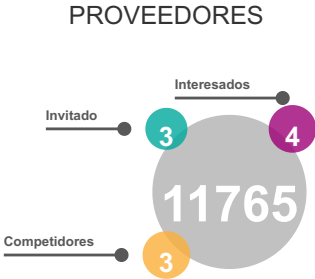 PROVEEDORES
Interesados
Invitado
3
4
11765
Competidores
3